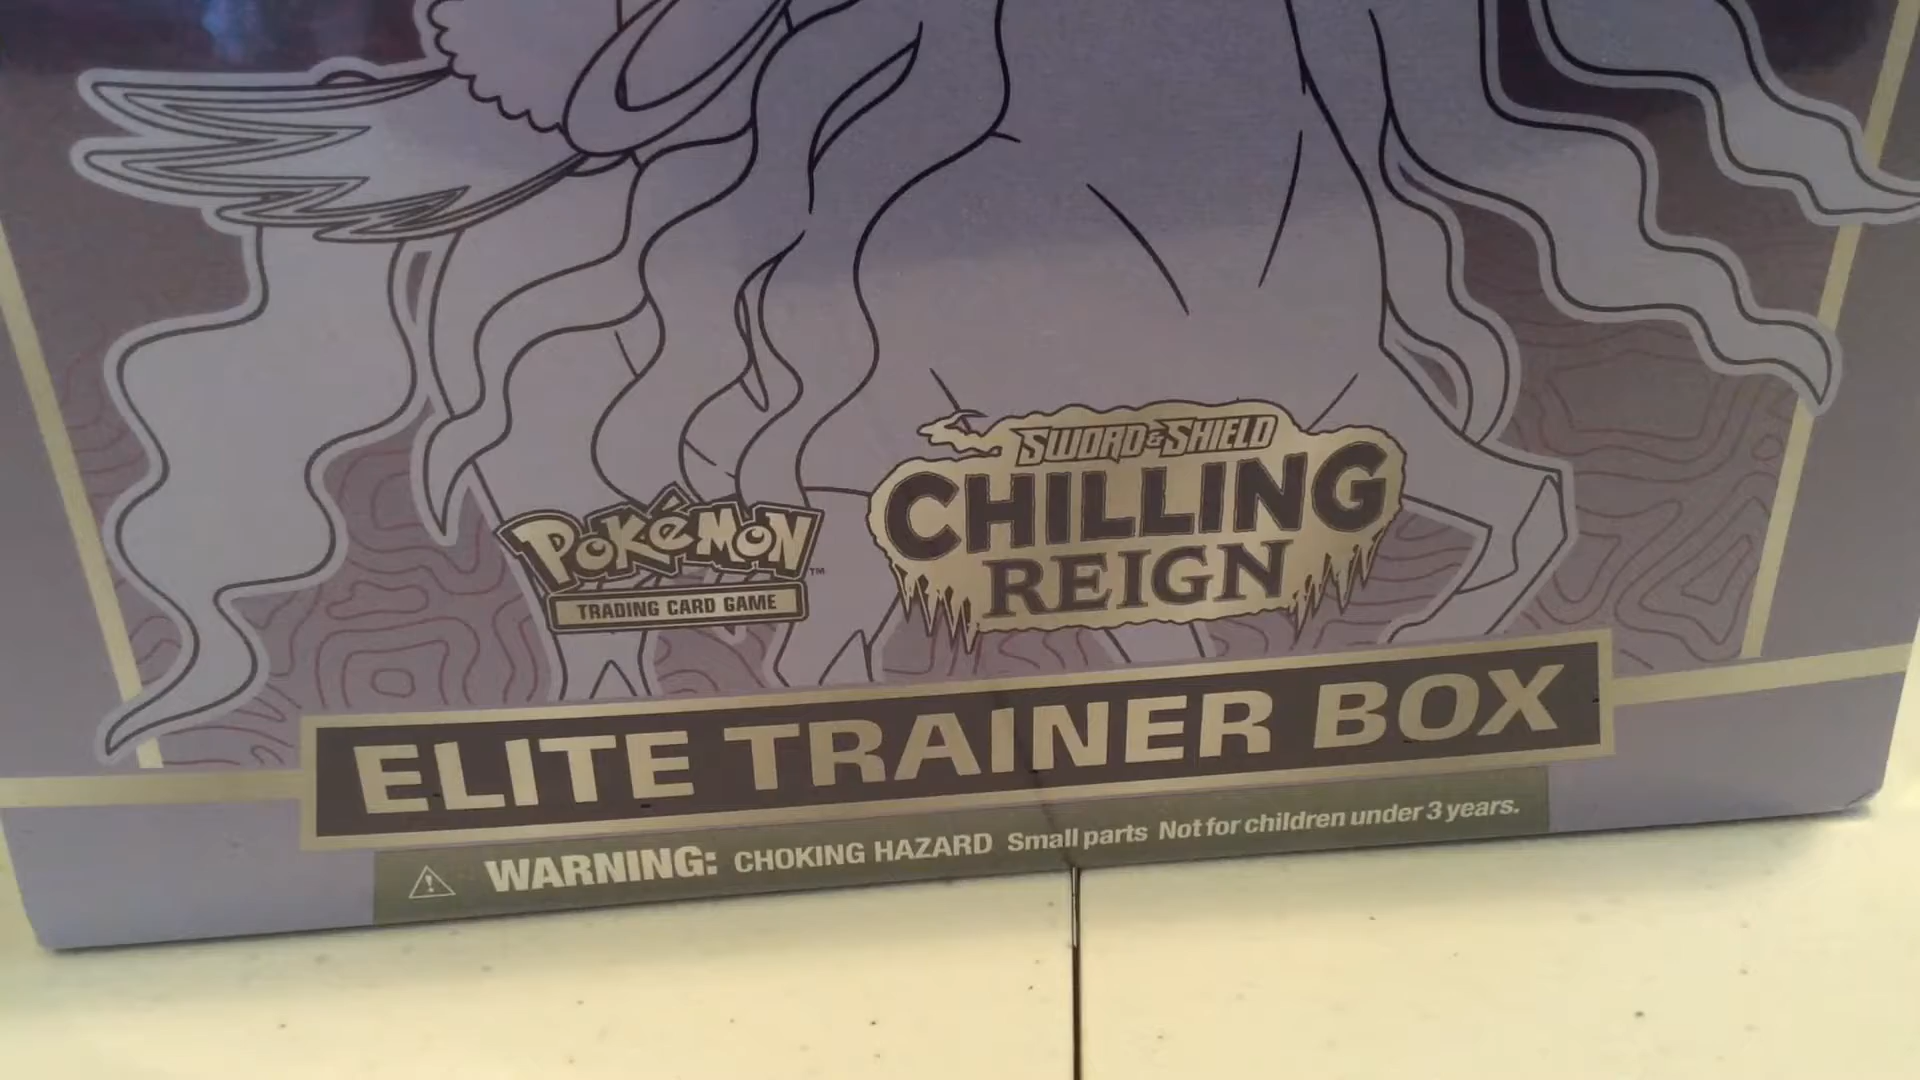 SWORD & SHIELD
CHILLING
REIGN
POKéMON TM
TRADING CARD GAME
ELITE TRAINER BOX
WARNING: CHOKING HAZARD Small parts Not for children under 3 years.